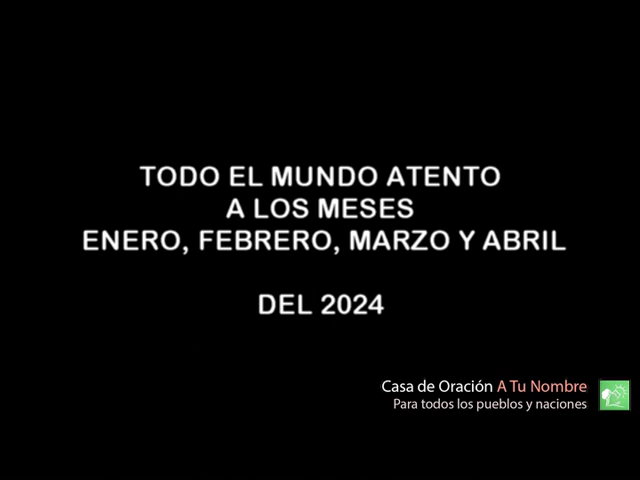 TODO EL MUNDO ATENTO
A LOS MESES
ENERO, FEBRERO, MARZO Y ABRIL
DEL 2024
Casa de Oración A Tu Nombre
Para todos los pueblos y naciones